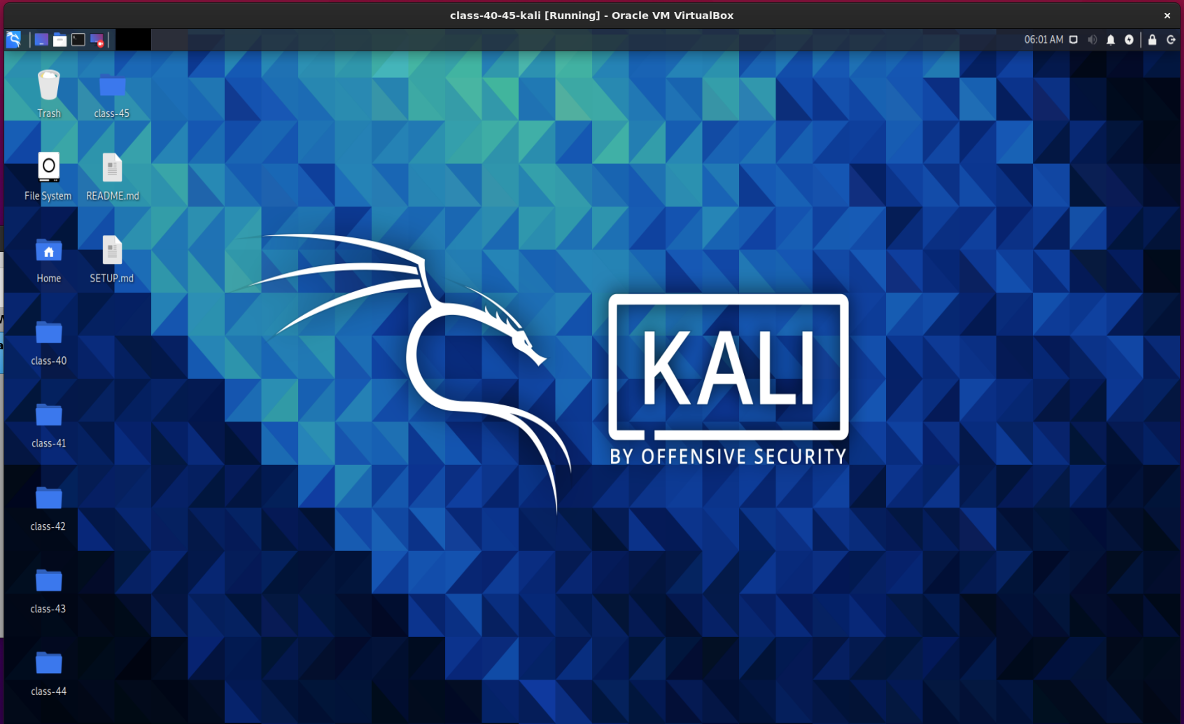 class-40-45-kali [Running] - Oracle VM VirtualBox
06:01 AM
Trash
class-45
File System
README.md
Home
SETUP.md
class-40
class-41
class-42
class-43
class-44
KALI
BY OFFENSIVE SECURITY